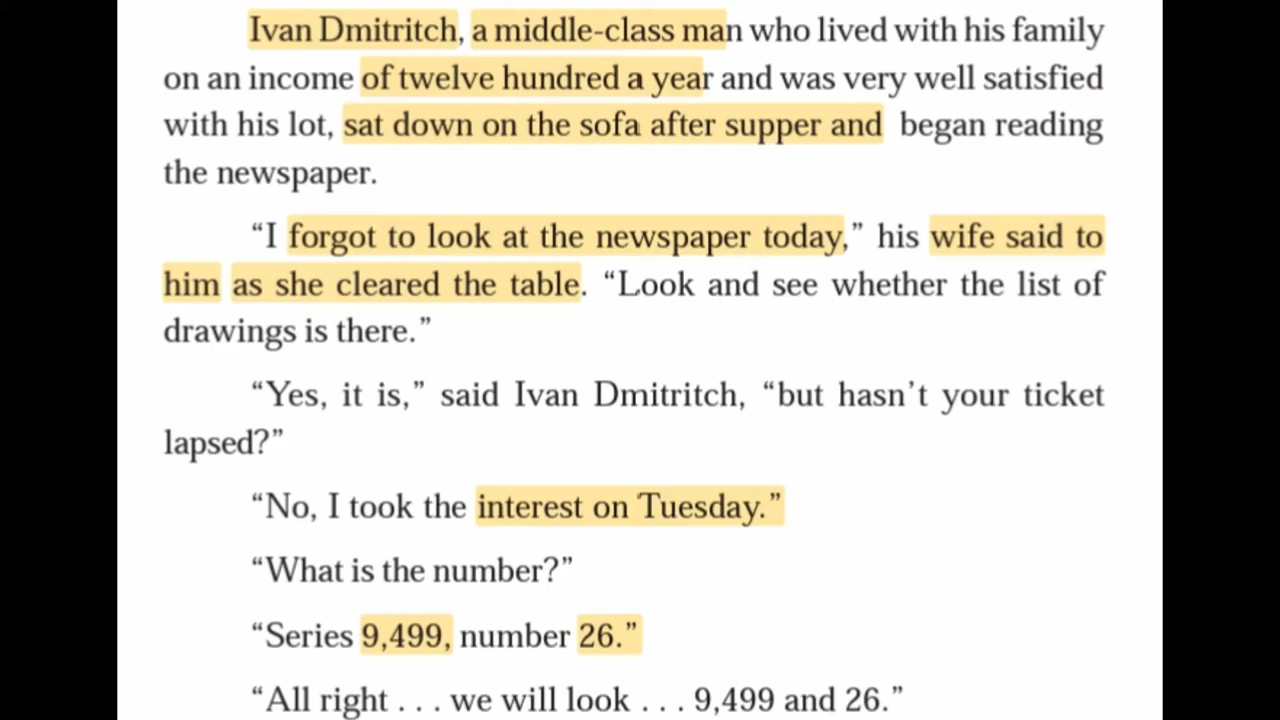 Ivan Dmitritch, a middle-class man who lived with his family
on an income of twelve hundred a year and was very well satisfied
with his lot, sat down on the sofa after supper and began reading
the newspaper.
“I forgot to look at the newspaper today,” his wife said to
him as she cleared the table. “Look and see whether the list of
drawings is there.”
“Yes, it is,” said Ivan Dmitritch, “but hasn’t your ticket
lapsed?”
“No, I took the interest on Tuesday.”
“What is the number?”
“Series 9,499, number 26.”
“All right . . . we will look . . . 9,499 and 26.”